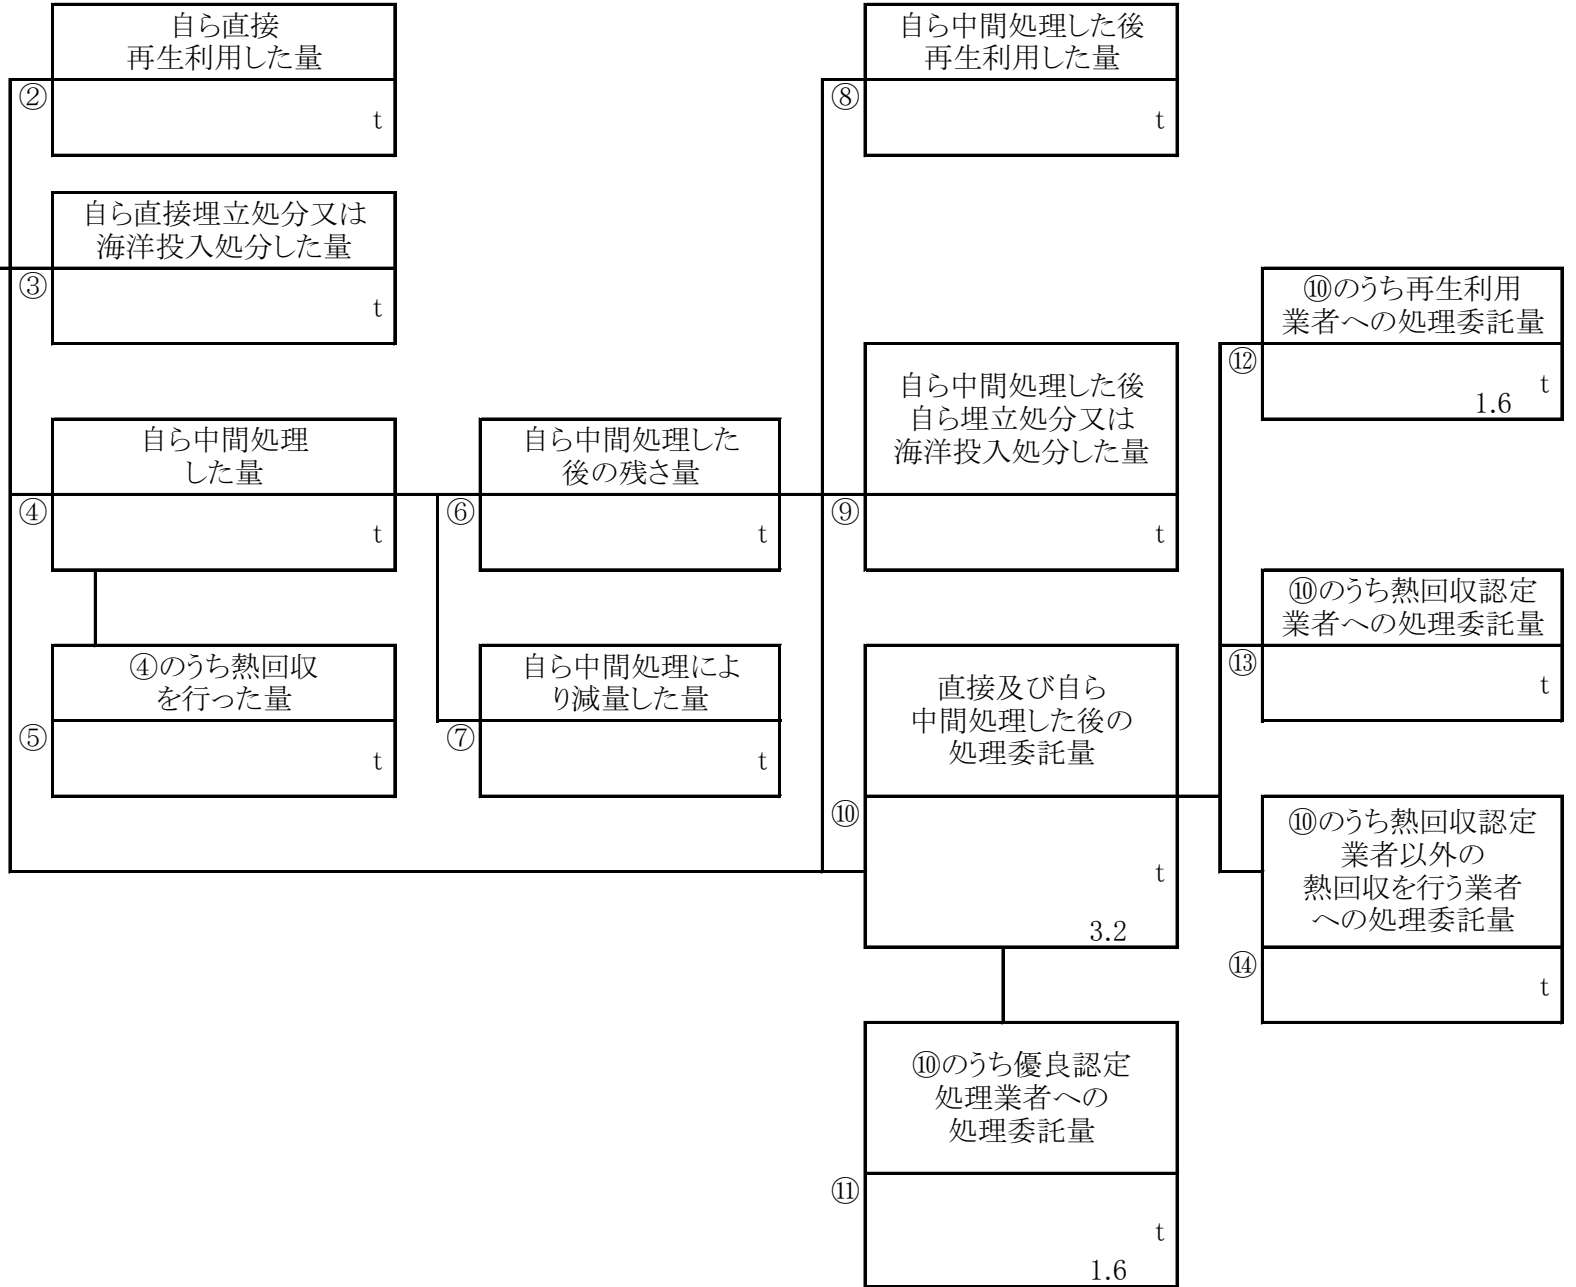 自ら直接
再生利用した量
②
t
自ら直接埋立処分又は
海洋投入処分した量
③
t
自ら中間処理
した量
④
t
④のうち熱回収
を行った量
⑤
t
自ら中間処理した
後の残さ量
⑥
t
自ら中間処理によ
り減量した量
⑦
t
自ら中間処理した後
再生利用した量
⑧
t
自ら中間処理した後
自ら埋立処分又は
海洋投入処分した量
⑨
t
直接及び自ら
中間処理した後の
処理委託量
⑩
t
3.2
⑩のうち優良認定
処理業者への
処理委託量
⑪
t
1.6
⑩のうち再生利用
業者への処理委託量
⑫
t
1.6
⑩のうち熱回収認定
業者への処理委託量
⑬
t
⑩のうち熱回収認定
業者以外の
熱回収を行う業者
への処理委託量
⑭
t